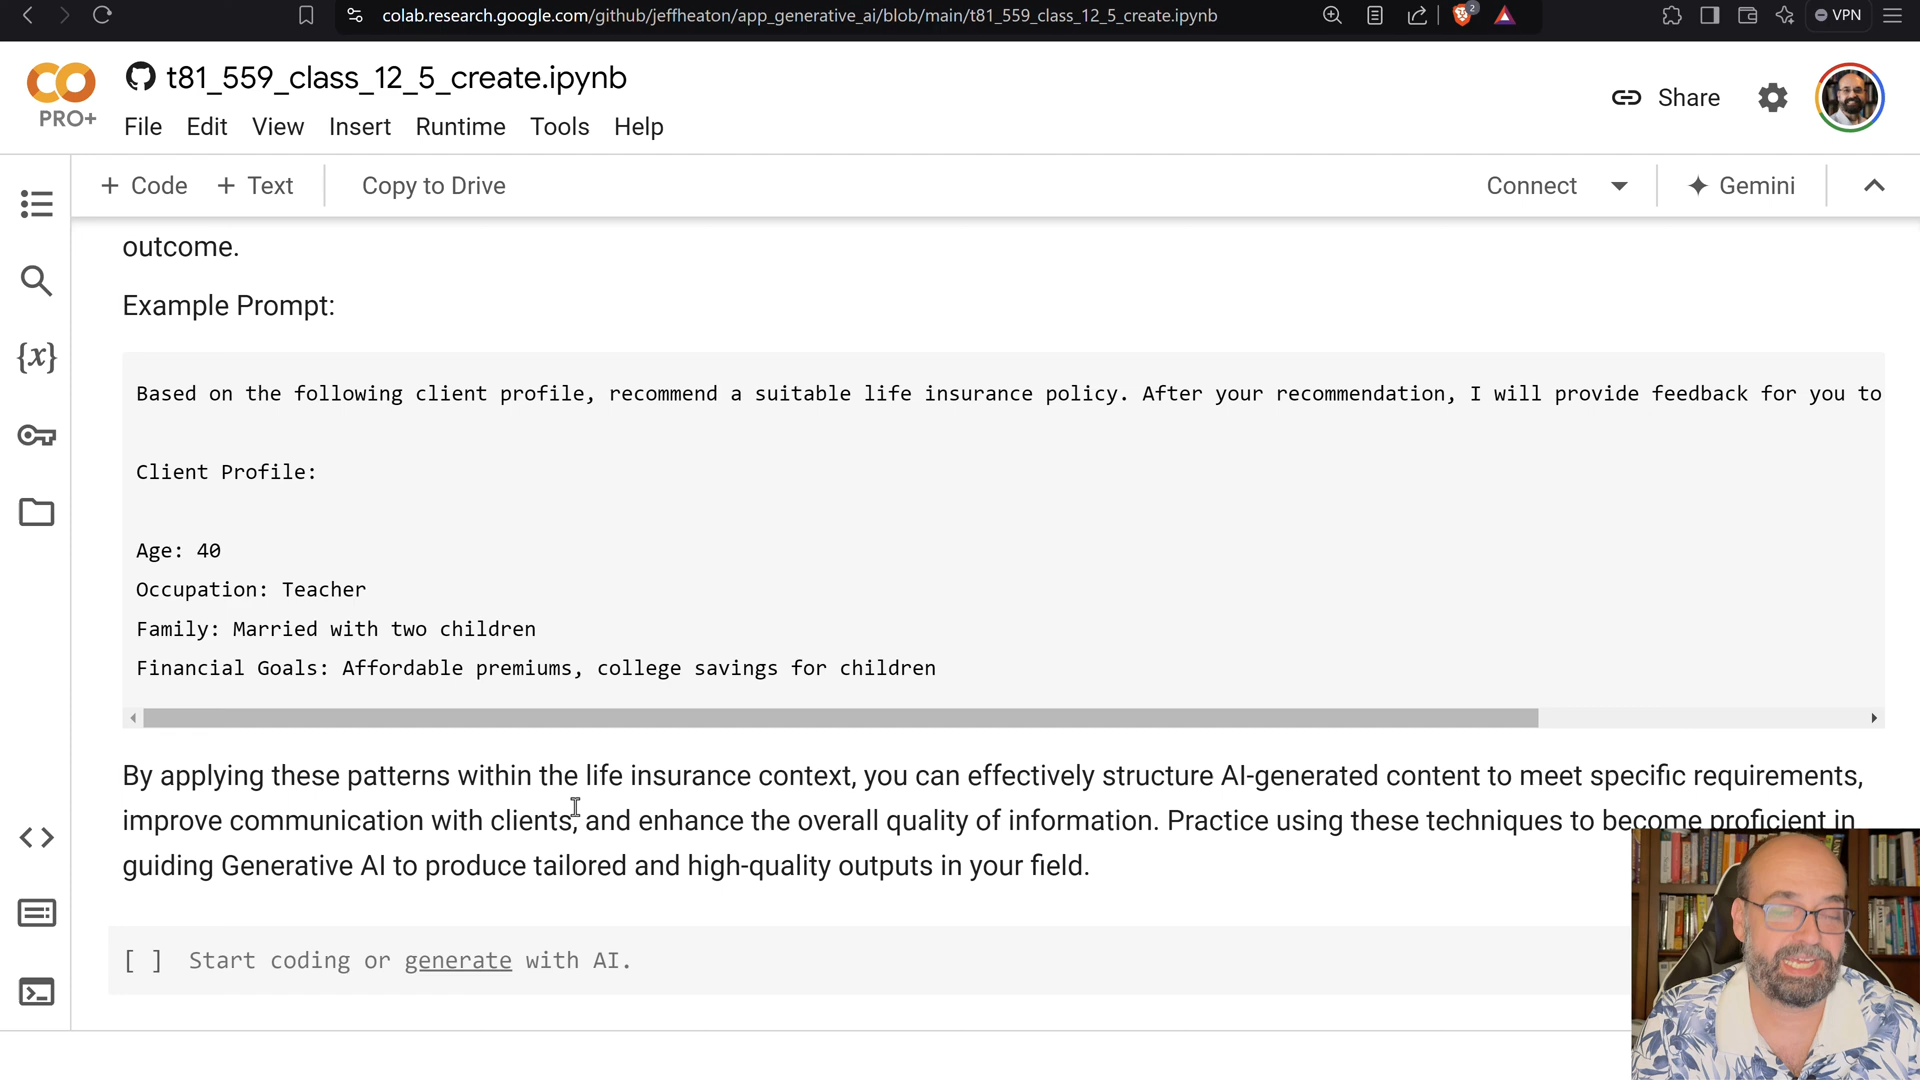 colab.research.google.com/github/jeffheaton/app_generative_ai/blob/main/t81_559_class_12_5_create.ipynb
2
VPN
t81_559_class_12_5_create.ipynb
PRO+
File Edit View Insert Runtime Tools Help
Share
+ Code + Text Copy to Drive
Connect
Gemini
outcome.
Example Prompt:
Based on the following client profile, recommend a suitable life insurance policy. After your recommendation, I will provide feedback for you to
Client Profile:
Age: 40
Occupation: Teacher
Family: Married with two children
Financial Goals: Affordable premiums, college savings for children
By applying these patterns within the life insurance context, you can effectively structure AI-generated content to meet specific requirements,
improve communication with clients, and enhance the overall quality of information. Practice using these techniques to become proficient in
guiding Generative AI to produce tailored and high-quality outputs in your field.
[ ] Start coding or generate with AI.